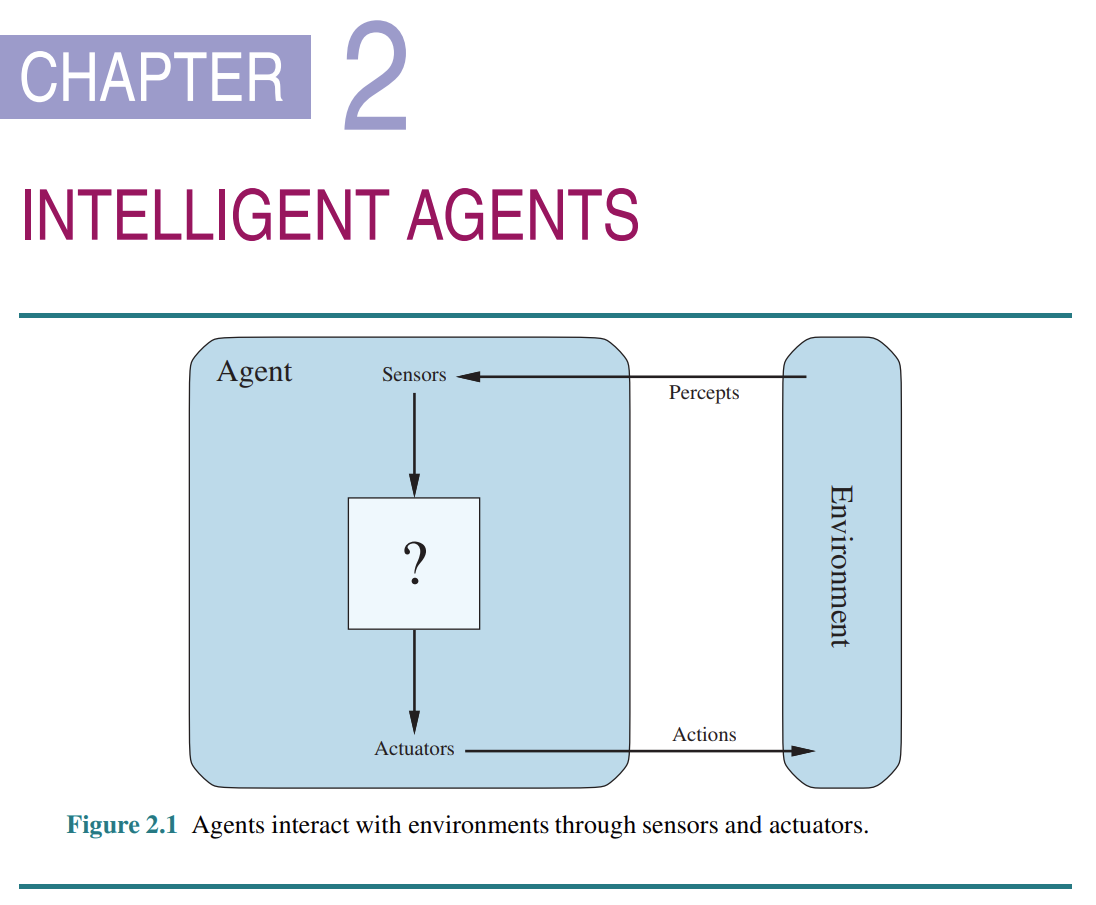 CHAPTER 2
INTELLIGENT AGENTS
Agent
Sensors
Percepts
?
Environment
Actuators
Actions
Figure 2.1 Agents interact with environments through sensors and actuators.